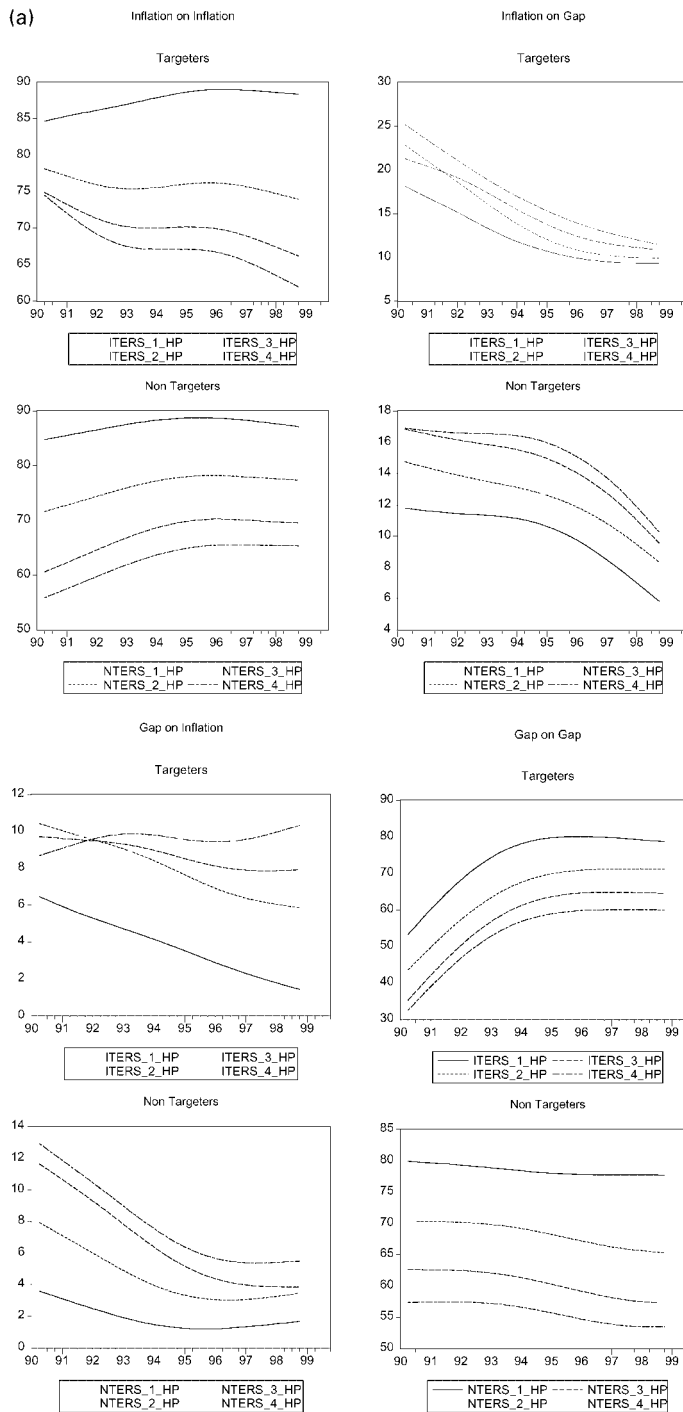 (a)
Inflation on Inflation
Targeters
90
85
80
75
70
65
60
90 91 92 93 94 95 96 97 98 99
ITERS_1_HP ITERS_3_HP
ITERS_2_HP ITERS_4_HP
Inflation on Gap
Targeters
30
25
20
15
10
5
90 91 92 93 94 95 96 97 98 99
ITERS_1_HP ITERS_3_HP
ITERS_2_HP ITERS_4_HP
Non Targeters
90
80
70
60
50
90 91 92 93 94 95 96 97 98 99
NTERS_1_HP NTERS_3_HP
NTERS_2_HP NTERS_4_HP
Non Targeters
18
16
14
12
10
8
6
4
90 91 92 93 94 95 96 97 98 99
NTERS_1_HP NTERS_3_HP
NTERS_2_HP NTERS_4_HP
Gap on Inflation
Targeters
12
10
8
6
4
2
0
90 91 92 93 94 95 96 97 98 99
ITERS_1_HP ITERS_3_HP
ITERS_2_HP ITERS_4_HP
Gap on Gap
Targeters
90
80
70
60
50
40
30
90 91 92 93 94 95 96 97 98 99
ITERS_1_HP ITERS_3_HP
ITERS_2_HP ITERS_4_HP
Non Targeters
14
12
10
8
6
4
2
0
90 91 92 93 94 95 96 97 98 99
NTERS_1_HP NTERS_3_HP
NTERS_2_HP NTERS_4_HP
Non Targeters
85
80
75
70
65
60
55
50
90 91 92 93 94 95 96 97 98 99
NTERS_1_HP NTERS_3_HP
NTERS_2_HP NTERS_4_HP